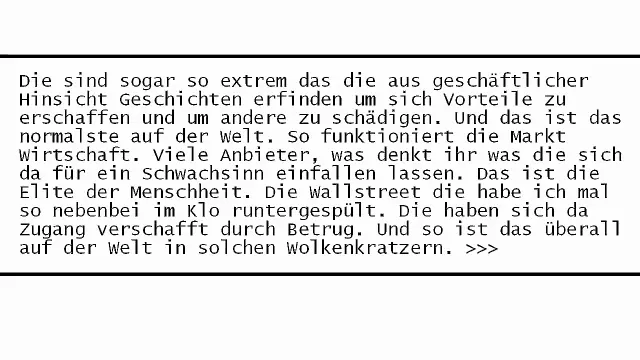 Die sind sogar so extrem das die aus geschäftlicher
Hinsicht Geschichten erfinden um sich Vorteile zu
erschaffen und um andere zu schädigen. Und das ist das
normalste auf der Welt. So funktioniert die Markt
Wirtschaft. Viele Anbieter, was denkt ihr was die sich
da für ein Schwachsinn einfallen lassen. Das ist die
Elite der Menschheit. Die Wallstreet die habe ich mal
so nebenbei im Klo runtergespült. Die haben sich da
Zugang verschafft durch Betrug. Und so ist das überall
auf der Welt in solchen Wolkenkratzern. >>>